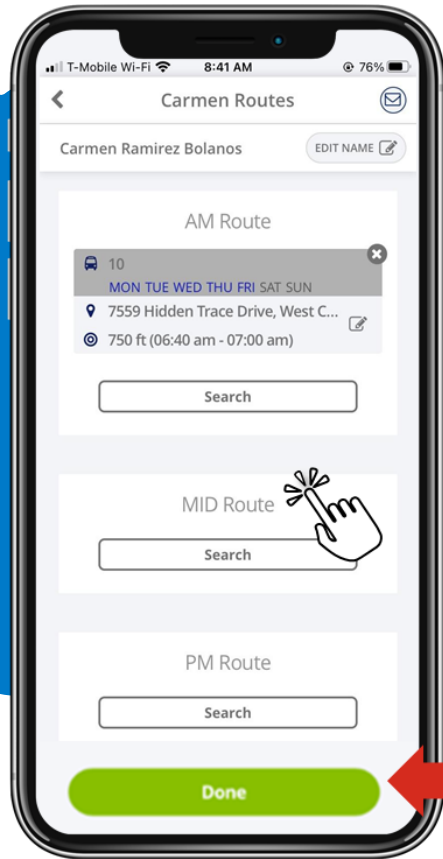 T-Mobile Wi-Fi 8:41 AM 76%
Carmen Routes
Carmen Ramirez Bolanos EDIT NAME
AM Route
10
MON TUE WED THU FRI SAT SUN
7559 Hidden Trace Drive, West C...
750 ft (06:40 am - 07:00 am)
Search
MID Route
Search
PM Route
Search
Done